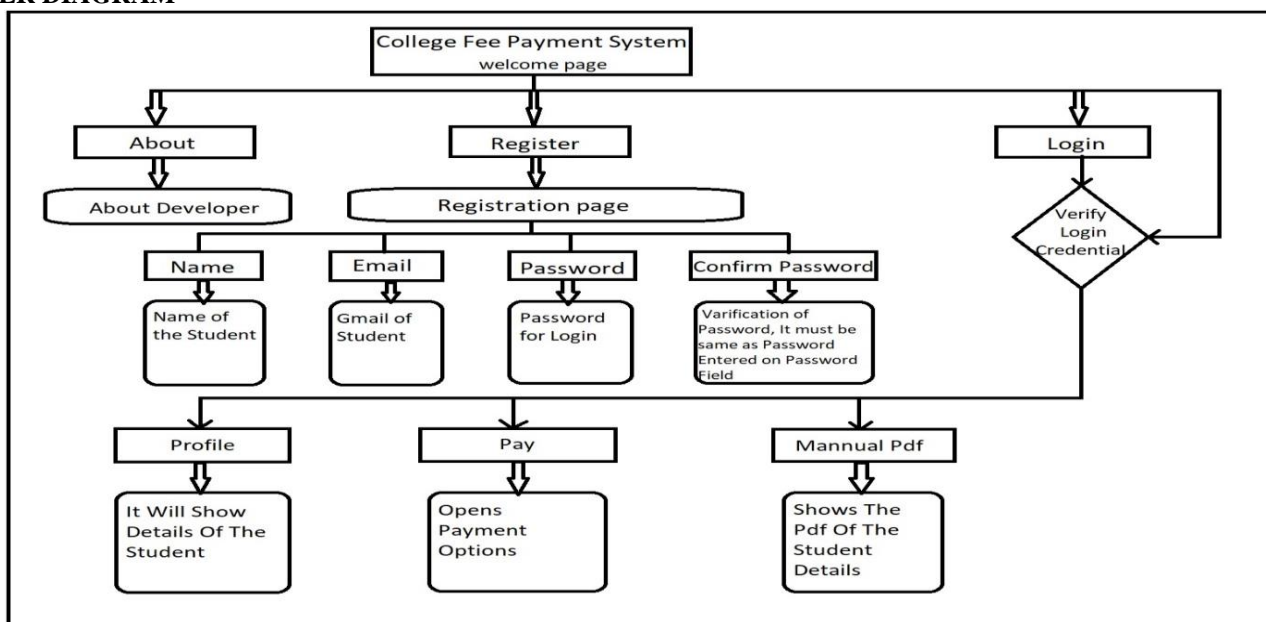 ER DIAGRAM
College Fee Payment System
welcome page
About
Register
Login
About Developer
Registration page
Verify
Login
Credential
Name
Email
Password
Confirm Password
Name of
the Student
Gmail of
Student
Password
for Login
Varification of
Password, It must be
same as Password
Entered on Password
Field
Profile
Pay
Mannual Pdf
It Will Show
Details Of The
Student
Opens
Payment
Options
Shows The
Pdf Of The
Student
Details